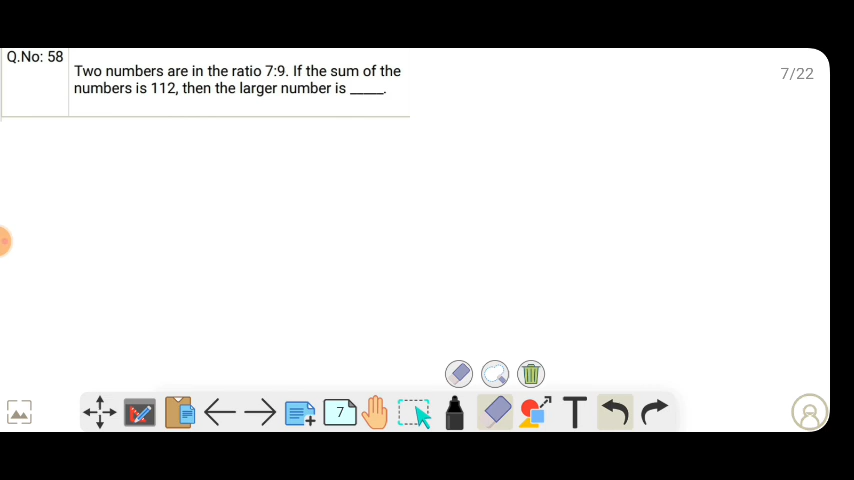 Q.No: 58
Two numbers are in the ratio 7:9. If the sum of the
numbers is 112, then the larger number is _____.
7/22
7
T